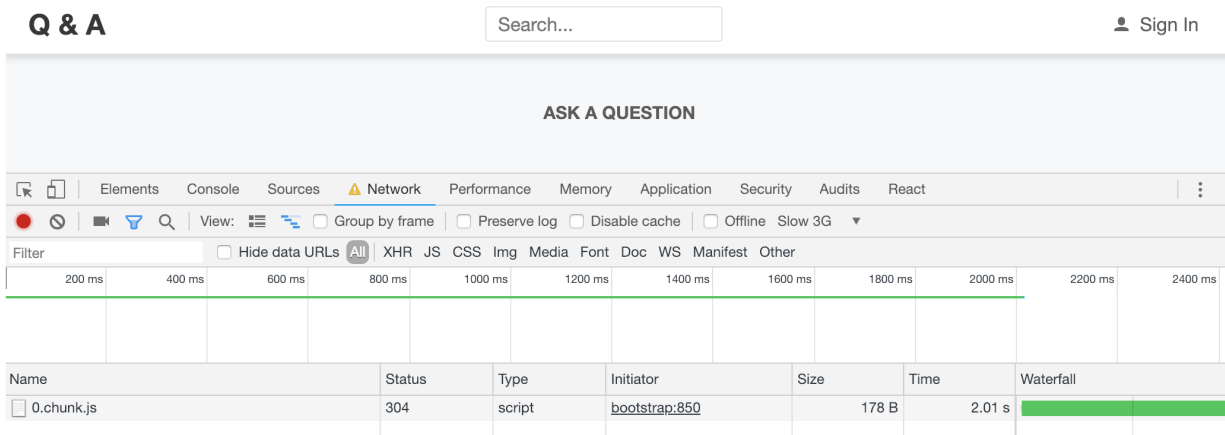 Q & A Search... Sign In
ASK A QUESTION
Elements Console Sources Network Performance Memory Application Security Audits React
View: Group by frame Preserve log Disable cache Offline Slow 3G
Filter Hide data URLs All XHR JS CSS Img Media Font Doc WS Manifest Other
200 ms 400 ms 600 ms 800 ms 1000 ms 1200 ms 1400 ms 1600 ms 1800 ms 2000 ms 2200 ms 2400 ms
Name Status Type Initiator Size Time Waterfall
0.chunk.js 304 script bootstrap:850 178 B 2.01 s